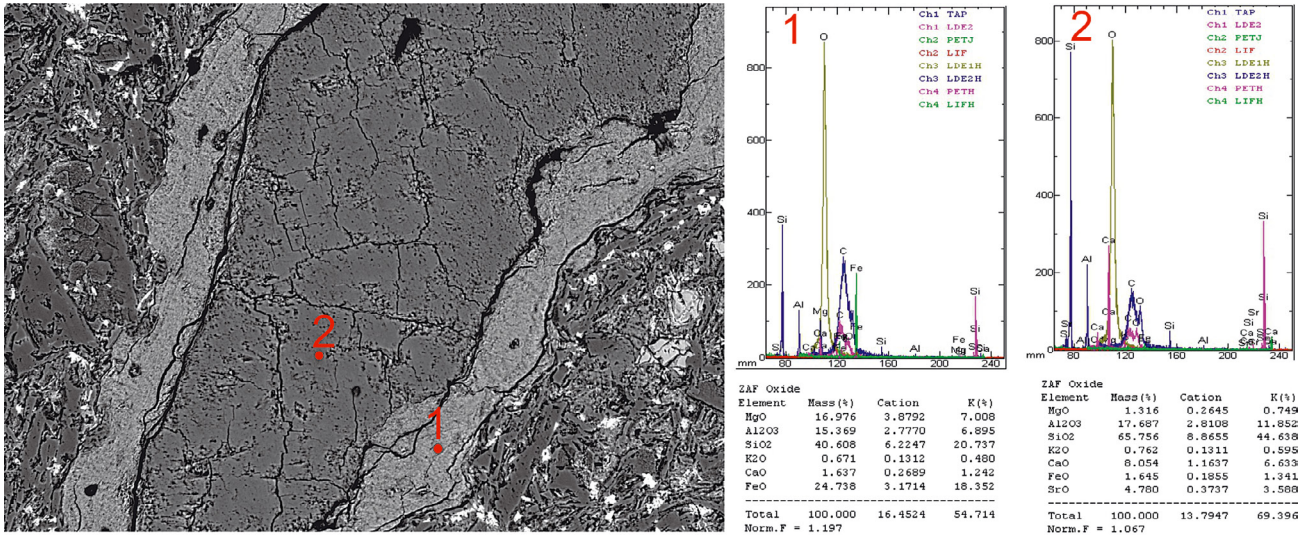 1
2
1
Ch1 TAP
Ch1 LDE2
Ch2 PETJ
Ch2 LIF
Ch3 LDE1H
Ch3 LDE2H
Ch4 PETH
Ch4 LIFH
800
600
400
200
0
O
Si
Al
Mg
C
Fe
Si
Al
Si
mm 80 160 240
ZAF Oxide
Element Mass(%) Cation K(%)
MgO 16.976 3.8792 7.008
Al2O3 15.369 2.7770 6.895
SiO2 40.608 6.2247 20.737
K2O 0.671 0.1312 0.480
CaO 1.637 0.2689 1.242
FeO 24.738 3.1714 18.352
Total 100.000 16.4524 54.714
Norm.F = 1.197
2
Ch1 TAP
Ch1 LDE2
Ch2 PETJ
Ch2 LIF
Ch3 LDE1H
Ch3 LDE2H
Ch4 PETH
Ch4 LIFH
800
600
400
200
0
Si
O
Al
Ca
C
O
Si
Al
Sr
Si
mm 80 120 160 200 240
ZAF Oxide
Element Mass(%) Cation K(%)
MgO 1.316 0.2645 0.749
Al2O3 17.687 2.8108 11.852
SiO2 65.756 8.8655 44.638
K2O 0.762 0.1311 0.595
CaO 8.054 1.1637 6.633
FeO 1.645 0.1855 1.341
SrO 4.780 0.3737 3.588
Total 100.000 13.7947 69.396
Norm.F = 1.067